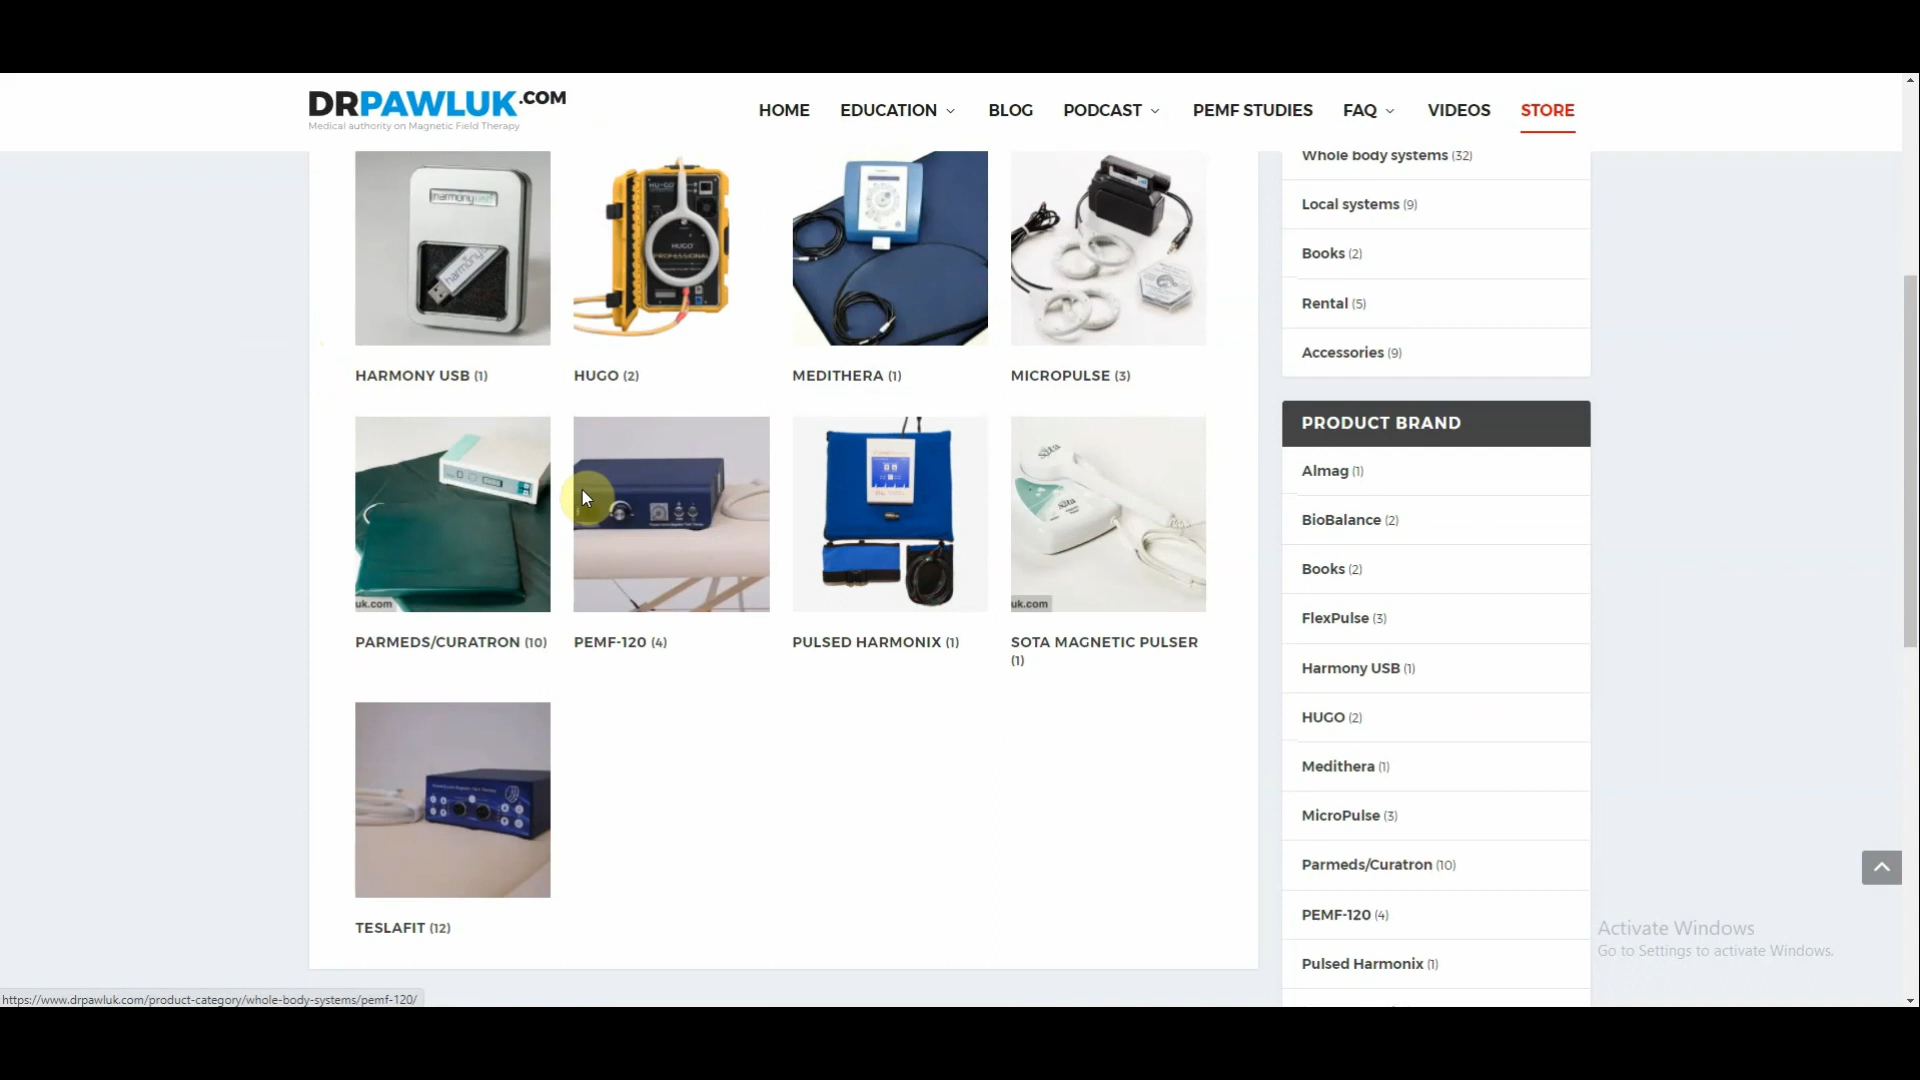 DRPAWLUK.COM
Medical authority on Magnetic Field Therapy
HOME
EDUCATION
BLOG
PODCAST
PEMF STUDIES
FAQ
VIDEOS
STORE
harmony
HUGO
PROFESSIONAL
HARMONY USB (1)
HUGO (2)
MEDITHERA (1)
MICROPULSE (3)
uk.com
sota
sota
uk.com
PARMEDS/CURATRON (10)
PEMF-120 (4)
PULSED HARMONIX (1)
SOTA MAGNETIC PULSER
(1)
TESLAFIT (12)
Whole body systems (32)
Local systems (9)
Books (2)
Rental (5)
Accessories (9)
PRODUCT BRAND
Almag (1)
BioBalance (2)
Books (2)
FlexPulse (3)
Harmony USB (1)
HUGO (2)
Medithera (1)
MicroPulse (3)
Parmeds/Curatron (10)
PEMF-120 (4)
Pulsed Harmonix (1)
Activate Windows
Go to Settings to activate Windows.
https://www.drpawluk.com/product-category/whole-body-systems/pemf-120/